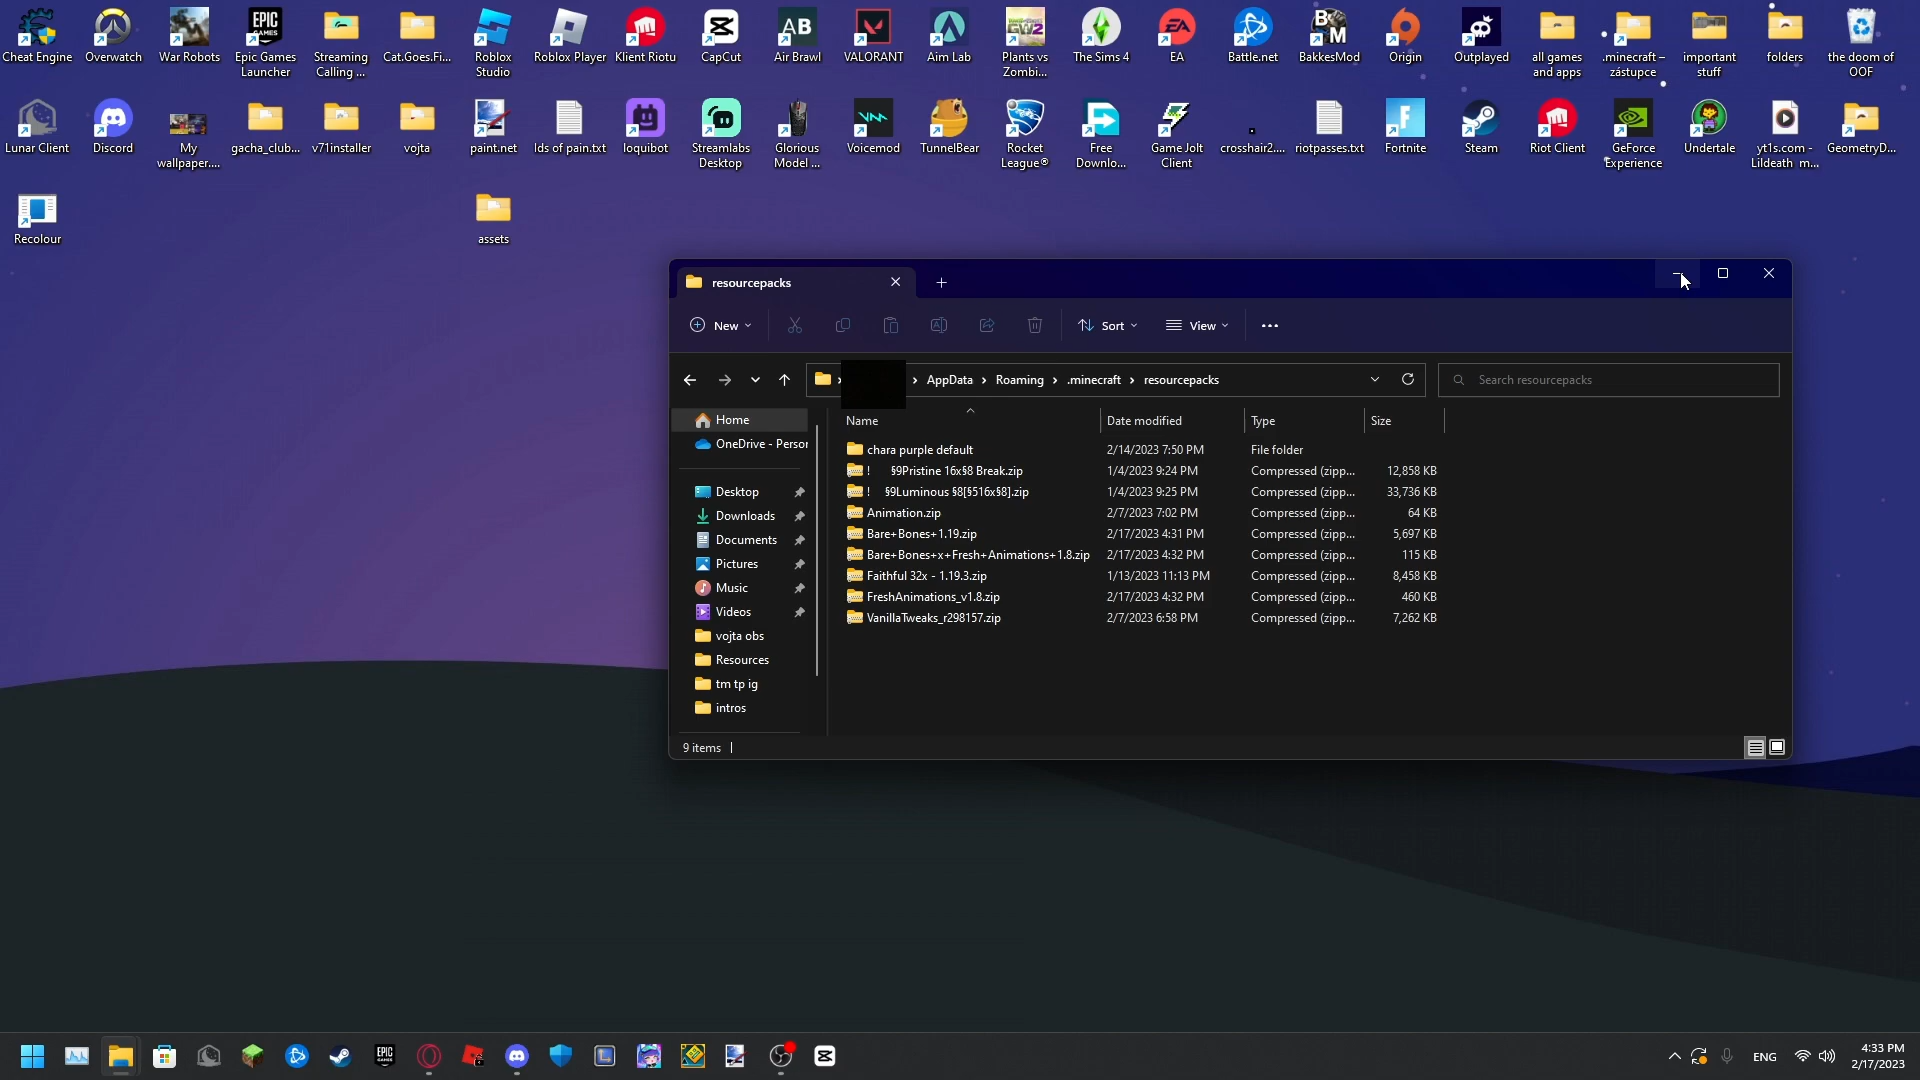 Cheat Engine
Overwatch
War Robots
Epic Games
Launcher
Streaming
Calling ...
Cat.Goes.Fi...
Roblox
Studio
Roblox Player
Klient Riotu
CapCut
Air Brawl
VALORANT
Aim Lab
Plants vs
Zombi...
The Sims 4
EA
Battle.net
BakkesMod
Origin
Outplayed
all games
and apps
.minecraft –
zástupce
important
stuff
folders
the doom of
OOF
Lunar Client
Discord
My
wallpaper....
gacha_club...
v71installer
vojta
paint.net
Ids of pain.txt
loquibot
Streamlabs
Desktop
Glorious
Model ...
Voicemod
TunnelBear
Rocket
League®
Free
Downlo...
Game Jolt
Client
crosshair2....
riotpasses.txt
Fortnite
Steam
Riot Client
GeForce
Experience
Undertale
yt1s.com -
Lildeath m...
GeometryD...
Recolour
assets
resourcepacks
New
Sort
View
AppData > Roaming > .minecraft > resourcepacks
Search resourcepacks
Home
OneDrive - Person
Desktop
Downloads
Documents
Pictures
Music
Videos
vojta obs
Resources
tm tp ig
intros
Name Date modified Type Size
chara purple default 2/14/2023 7:50 PM File folder
! §9Pristine 16x§8 Break.zip 1/4/2023 9:24 PM Compressed (zipp... 12,858 KB
! §9Luminous §8[§516x§8].zip 1/4/2023 9:25 PM Compressed (zipp... 33,736 KB
Animation.zip 2/7/2023 7:02 PM Compressed (zipp... 64 KB
Bare+Bones+1.19.zip 2/17/2023 4:31 PM Compressed (zipp... 5,697 KB
Bare+Bones+x+Fresh+Animations+1.8.zip 2/17/2023 4:32 PM Compressed (zipp... 115 KB
Faithful 32x - 1.19.3.zip 1/13/2023 11:13 PM Compressed (zipp... 8,458 KB
FreshAnimations_v1.8.zip 2/17/2023 4:32 PM Compressed (zipp... 460 KB
VanillaTweaks_r298157.zip 2/7/2023 6:58 PM Compressed (zipp... 7,262 KB
9 items
ENG
4:33 PM
2/17/2023